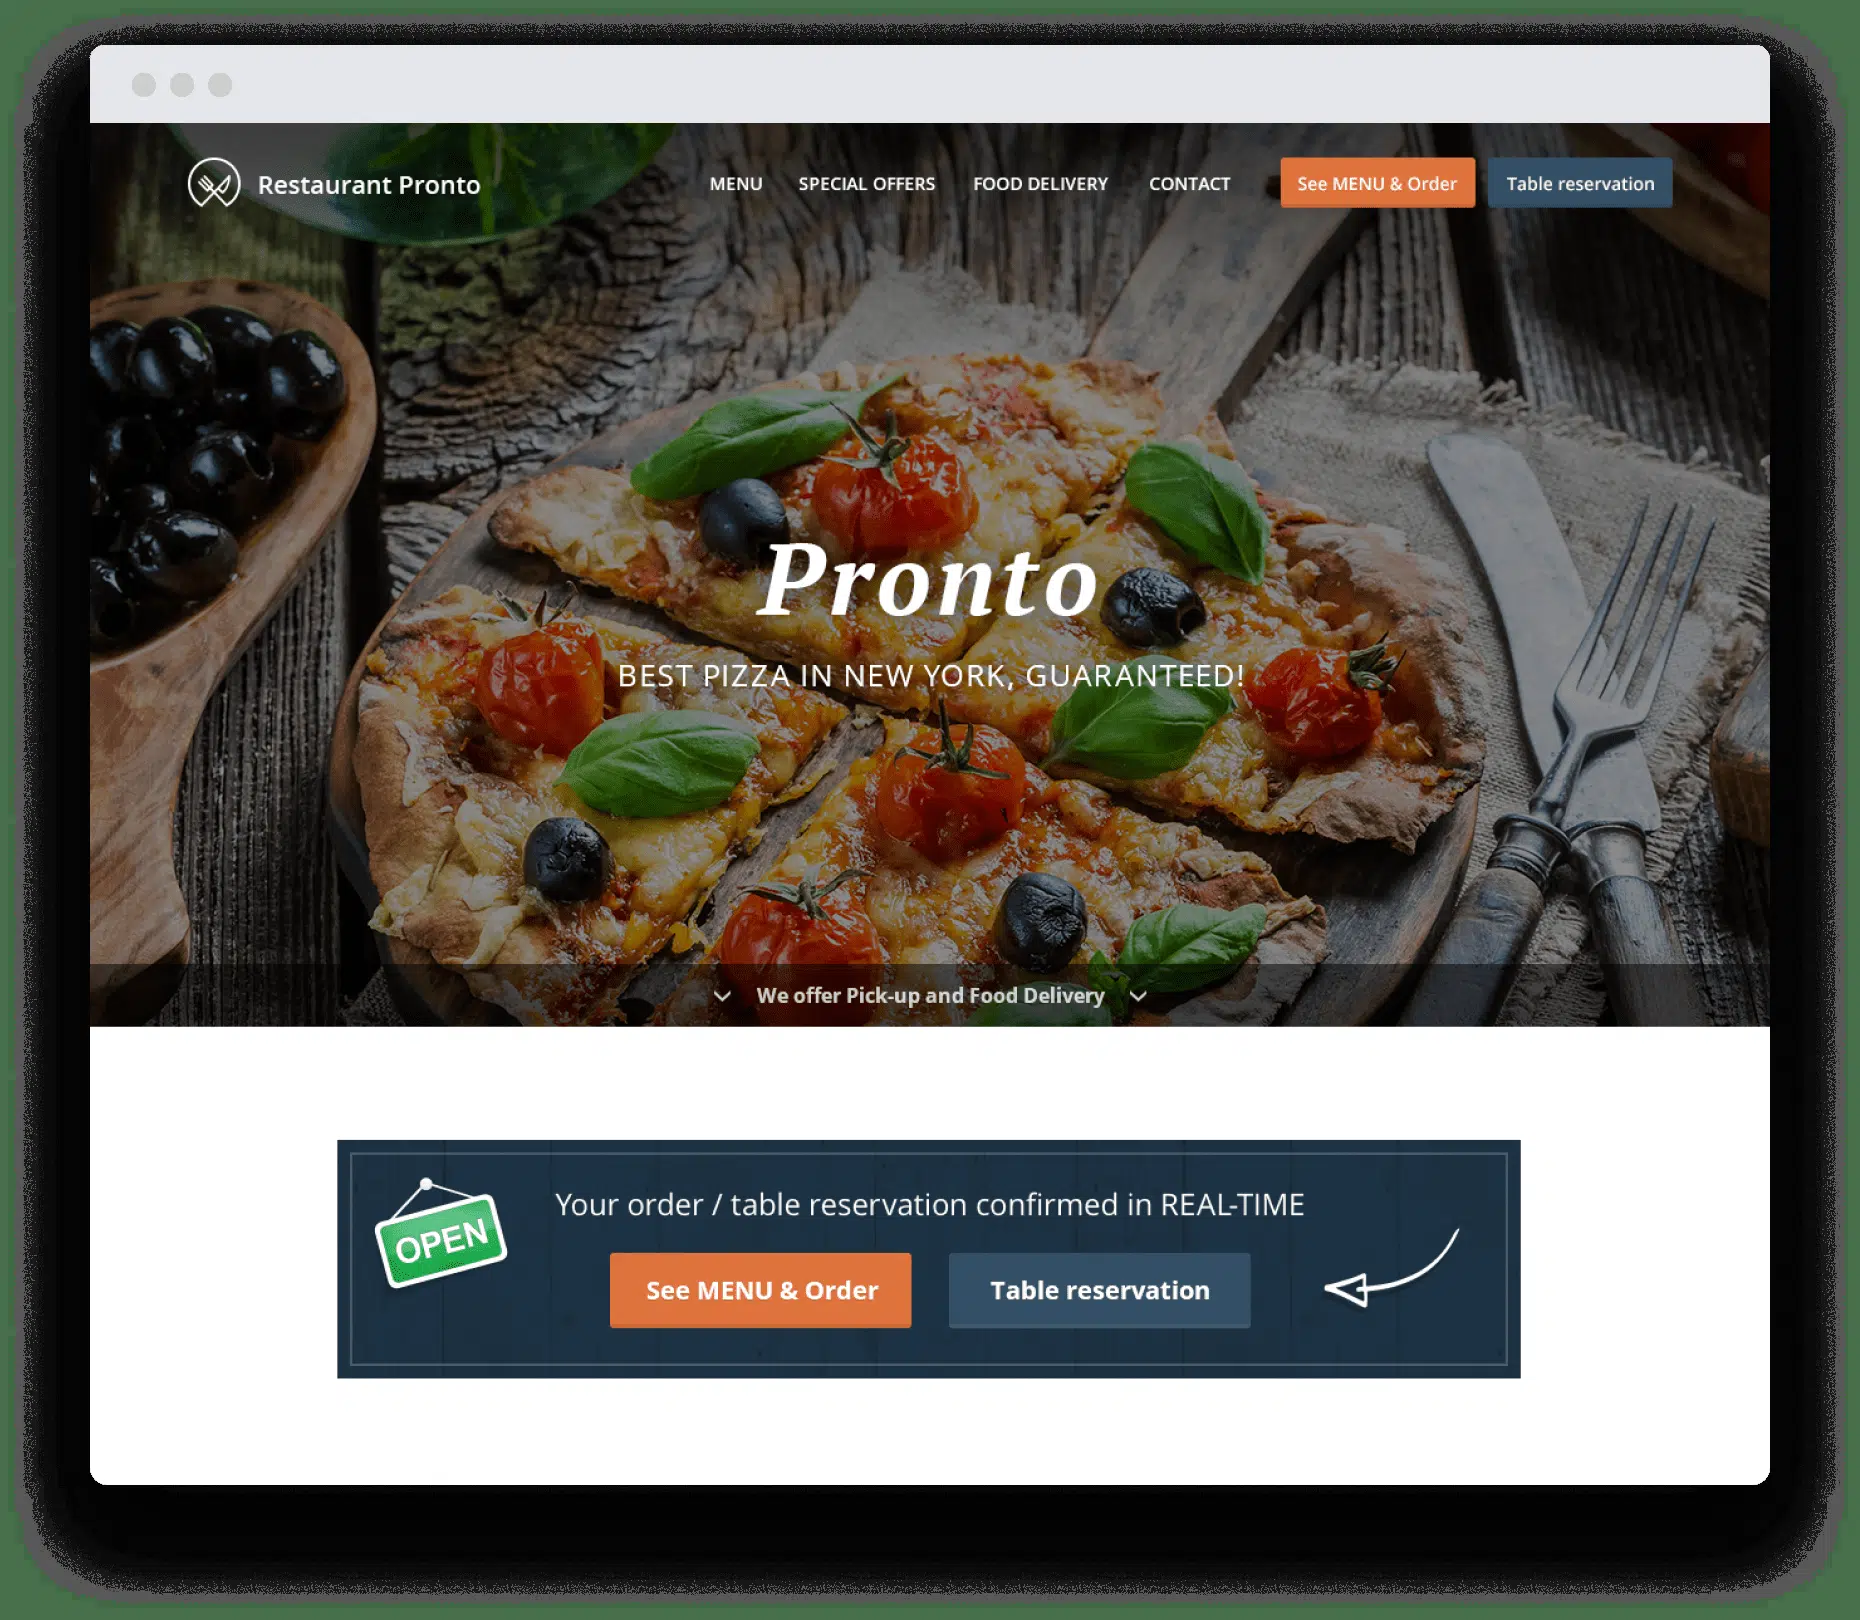 Restaurant Pronto
MENU SPECIAL OFFERS FOOD DELIVERY CONTACT See MENU & Order Table reservation
Pronto
BEST PIZZA IN NEW YORK, GUARANTEED!
We offer Pick-up and Food Delivery
OPEN
Your order / table reservation confirmed in REAL-TIME
See MENU & Order Table reservation